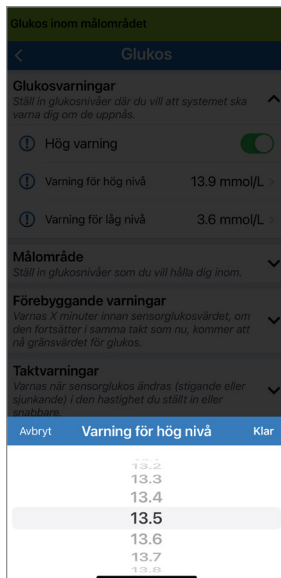 Glukos inom målområdet
Glukos
Glukosvarningar
Ställ in glukosnivåer där du vill att systemet ska
varna dig om de uppnås.
Hög varning
Varning för hög nivå 13.9 mmol/L
Varning för låg nivå 3.6 mmol/L
Målområde
Ställ in glukosnivåer som du vill hålla dig inom.
Förebyggande varningar
Varnas X minuter innan sensorglukosvärdet, om
den fortsätter i samma takt som nu, kommer att
nå gränsvärdet för glukos.
Taktvarningar
Varnas när sensorglukos ändras (stigande eller
sjunkande) i den hastighet du ställt in eller
snabbare.
Avbryt Varning för hög nivå Klar
13.2
13.3
13.4
13.5
13.6
13.7
13.8